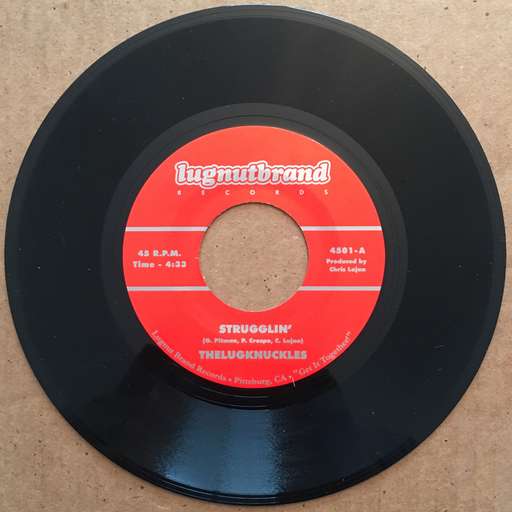 lugnutbrand
RECORDS
45 R.P.M.
Time - 4:33
4501-A
Produced by
Chris Lujan
STRUGGLIN'
(G. Pitman, P. Crespo, C. Lujan)
THELUGKNUCKLES
Lugnut Brand Records • Pittsburg, CA. • "Get It Together!"